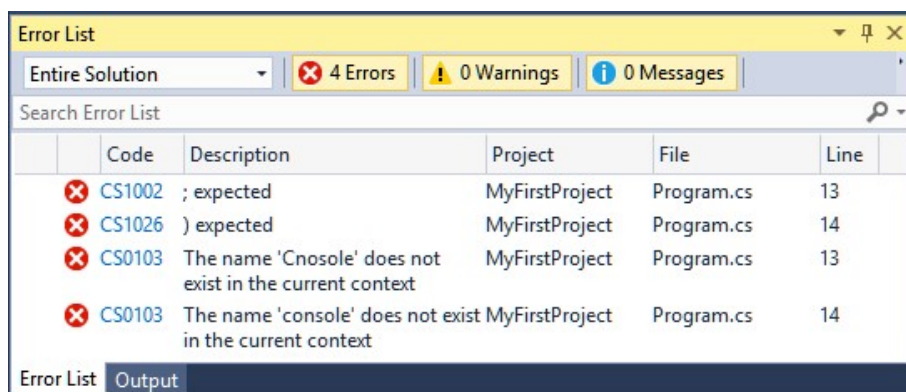 Error List
Entire Solution 4 Errors 0 Warnings 0 Messages
Search Error List
Code Description Project File Line
CS1002 ; expected MyFirstProject Program.cs 13
CS1026 ) expected MyFirstProject Program.cs 14
CS0103 The name 'Cnosole' does not MyFirstProject Program.cs 13
exist in the current context
CS0103 The name 'console' does not exist MyFirstProject Program.cs 14
in the current context
Error List Output